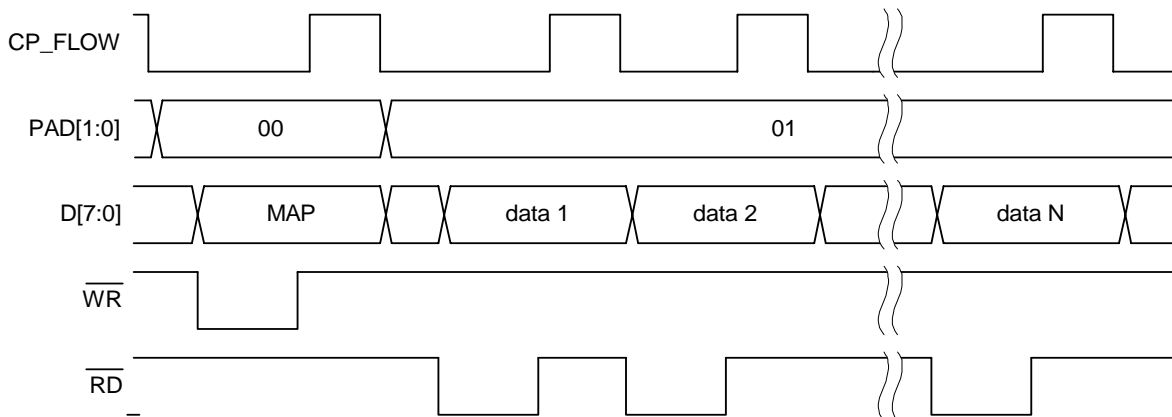 CP_FLOW
PAD[1:0] 00 01
D[7:0] MAP data 1 data 2 data N
WR
RD